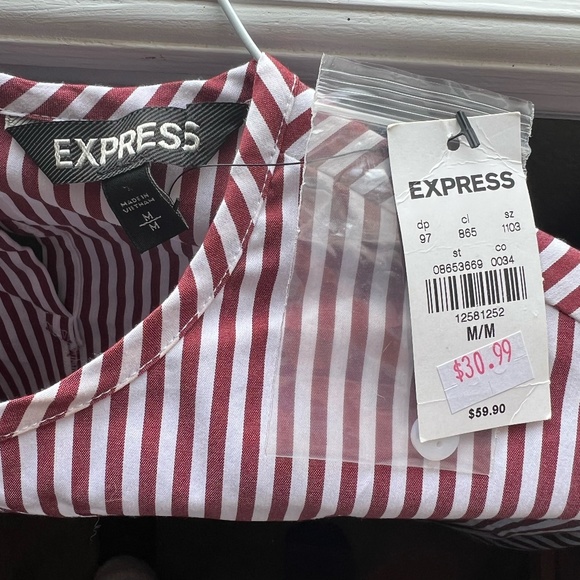 EXPRESS
MADE IN
VIETNAM
M
M
EXPRESS
dp cl sz
97 865 1103
st co
08653669 0034
12581252
M/M
$30.99
$59.90